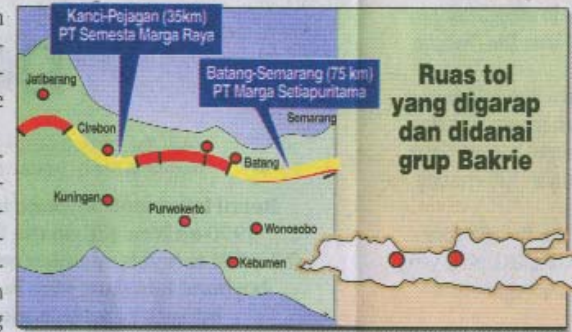 Kanci-Pejagan (35km)
PT Semesta Marga Raya
Batang-Semarang (75 km)
PT Marga Setiapuritama
Ruas tol
yang digarap
dan didanai
grup Bakrie
Jatibarang
Cirebon
Semarang
Batang
Kuningan
Purwokerto
Wonosobo
Kebumen